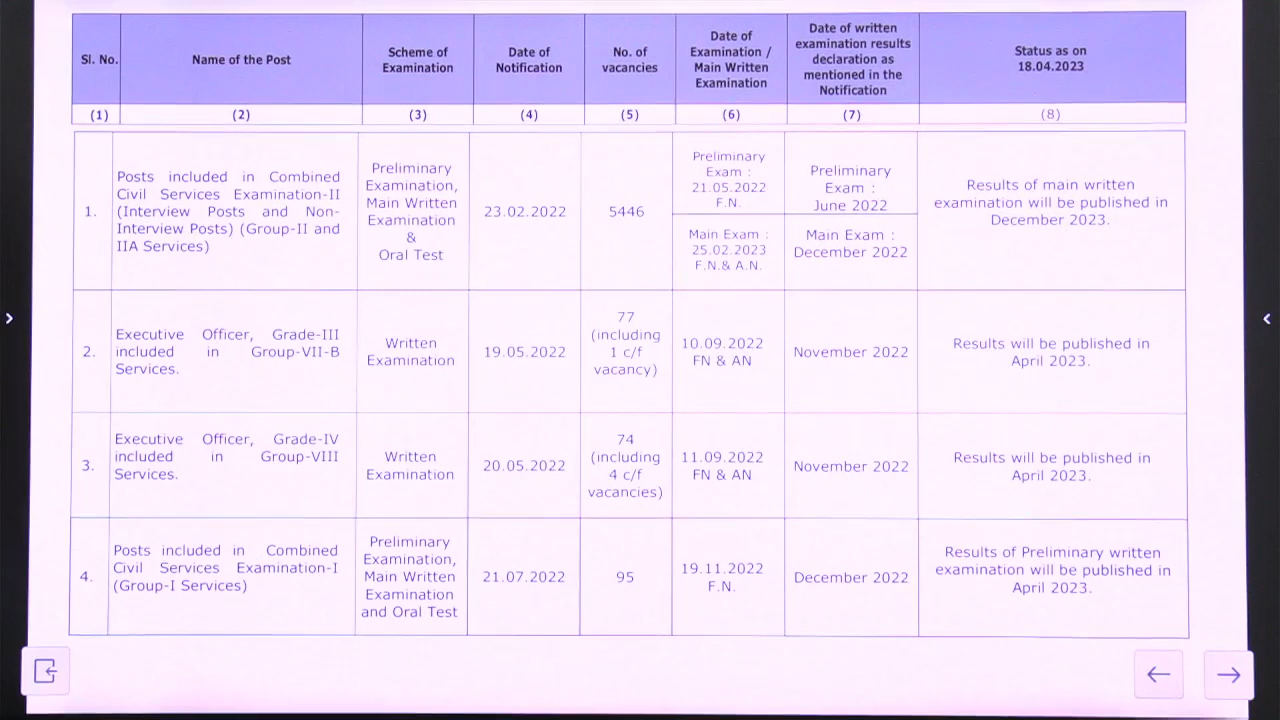 Sl. No.
Name of the Post
Scheme of
Examination
Date of
Notification
No. of
vacancies
Date of
Examination /
Main Written
Examination
Date of written
examination results
declaration as
mentioned in the
Notification
Status as on
18.04.2023
(1)
(2)
(3)
(4)
(5)
(6)
(7)
(8)
1.
Posts included in Combined
Civil Services Examination-II
(Interview Posts and Non-
Interview Posts) (Group-II and
IIA Services)
Preliminary
Examination,
Main Written
Examination
&
Oral Test
23.02.2022
5446
Preliminary
Exam :
21.05.2022
F.N.
Main Exam :
25.02.2023
F.N.& A.N.
Preliminary
Exam :
June 2022
Main Exam :
December 2022
Results of main written
examination will be published in
December 2023.
2.
Executive Officer, Grade-III
included in Group-VII-B
Services.
Written
Examination
19.05.2022
77
(including
1 c/f
vacancy)
10.09.2022
FN & AN
November 2022
Results will be published in
April 2023.
3.
Executive Officer, Grade-IV
included in Group-VIII
Services.
Written
Examination
20.05.2022
74
(including
4 c/f
vacancies)
11.09.2022
FN & AN
November 2022
Results will be published in
April 2023.
4.
Posts included in Combined
Civil Services Examination-I
(Group-I Services)
Preliminary
Examination,
Main Written
Examination
and Oral Test
21.07.2022
95
19.11.2022
F.N.
December 2022
Results of Preliminary written
examination will be published in
April 2023.